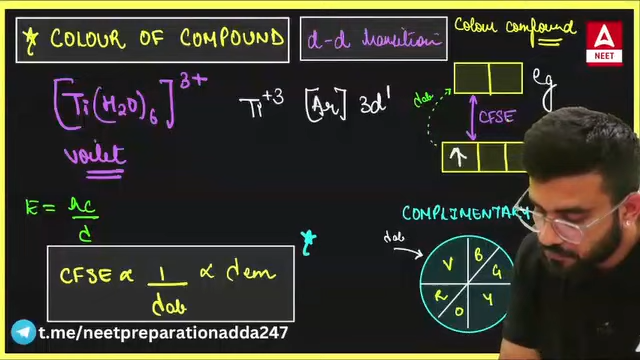 * COLOUR OF COMPOUND
d-d transition
Colour compound
A
NEET
[Ti(H2O)6]3+
Ti+3 [Ar] 3d1
voilet
eg
dab
CFSE
↑
E = hc/d
COMPLIMENTARY
dab
V B G
R O Y
CFSE ∝ 1/dab ∝ dem
*
t.me/neetpreparationadda247